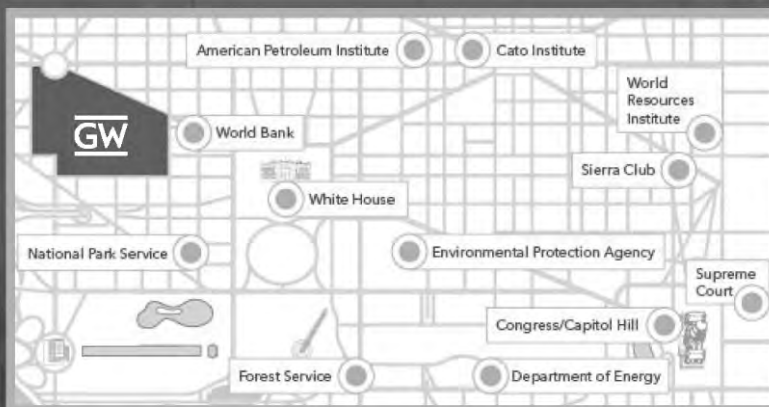 American Petroleum Institute
Cato Institute
World
Resources
Institute
GW
World Bank
Sierra Club
White House
National Park Service
Environmental Protection Agency
Supreme
Court
Congress/Capitol Hill
Forest Service
Department of Energy